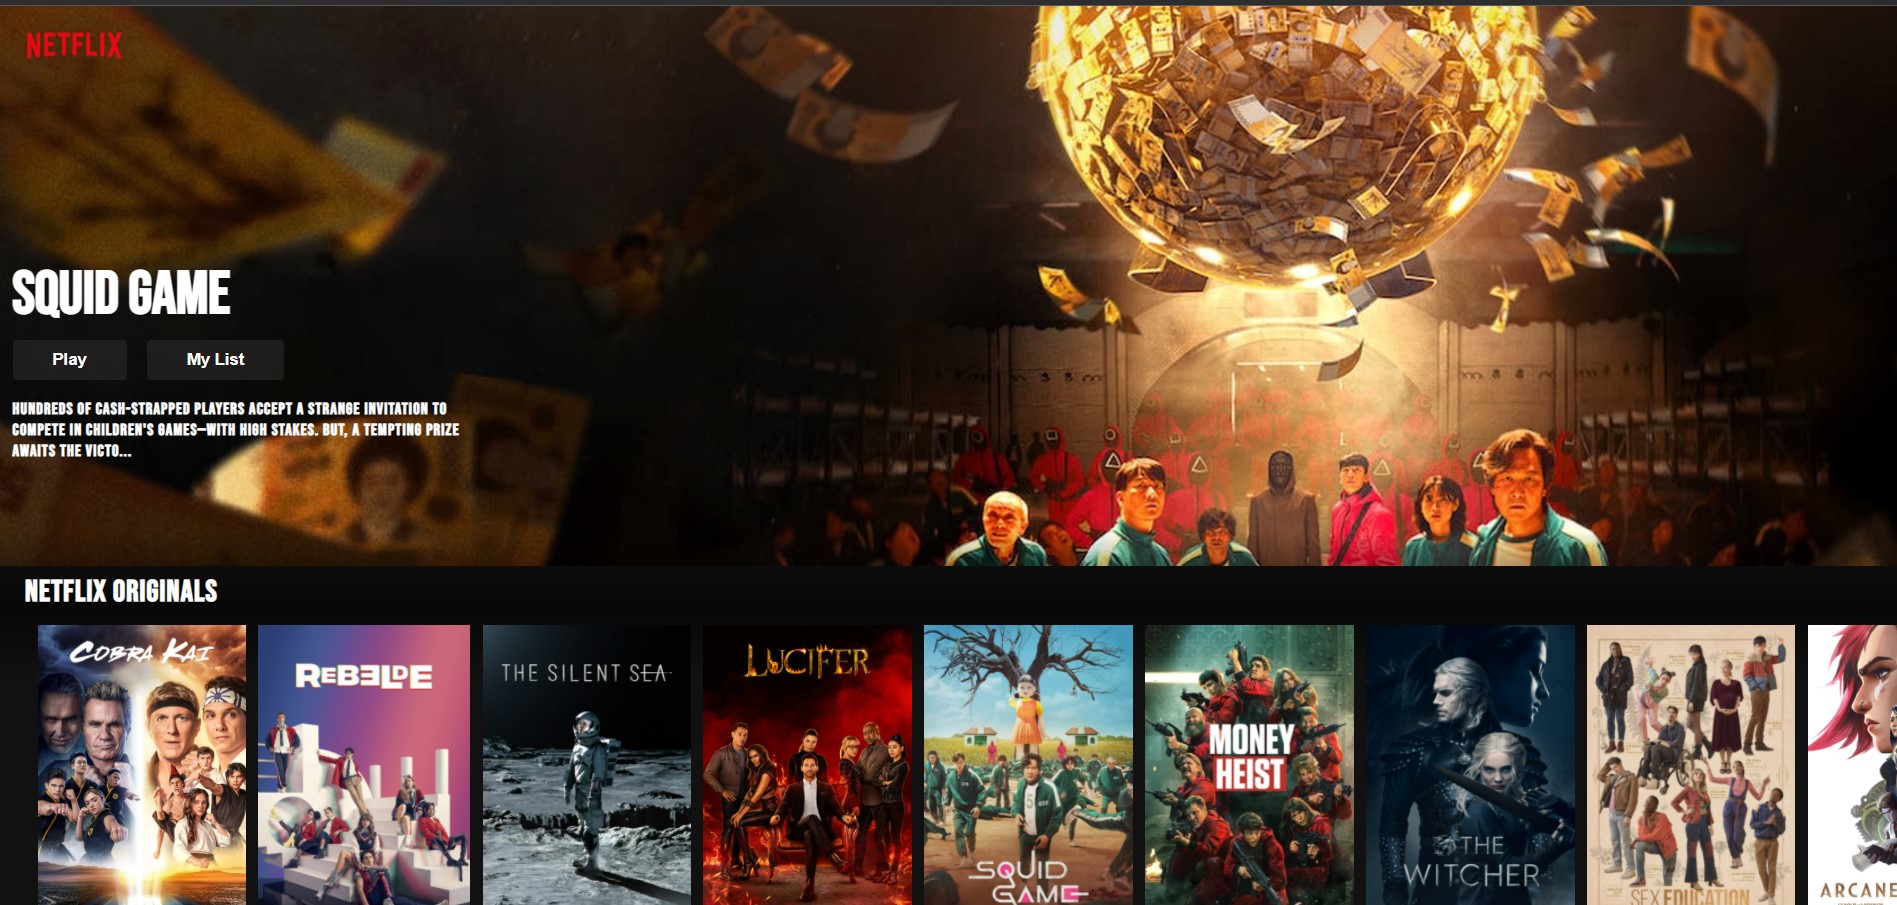 NETFLIX
SQUID GAME
Play
My List
HUNDREDS OF CASH-STRAPPED PLAYERS ACCEPT A STRANGE INVITATION TO
COMPETE IN CHILDREN'S GAMES—WITH HIGH STAKES. BUT, A TEMPTING PRIZE
AWAITS THE VICTO...
NETFLIX ORIGINALS
COBRA KAI
REBELDE
THE SILENT SEA
LUCIFER
SQUID
GAME
MONEY
HEIST
THE
WITCHER
SEX EDUCATION
ARCANE